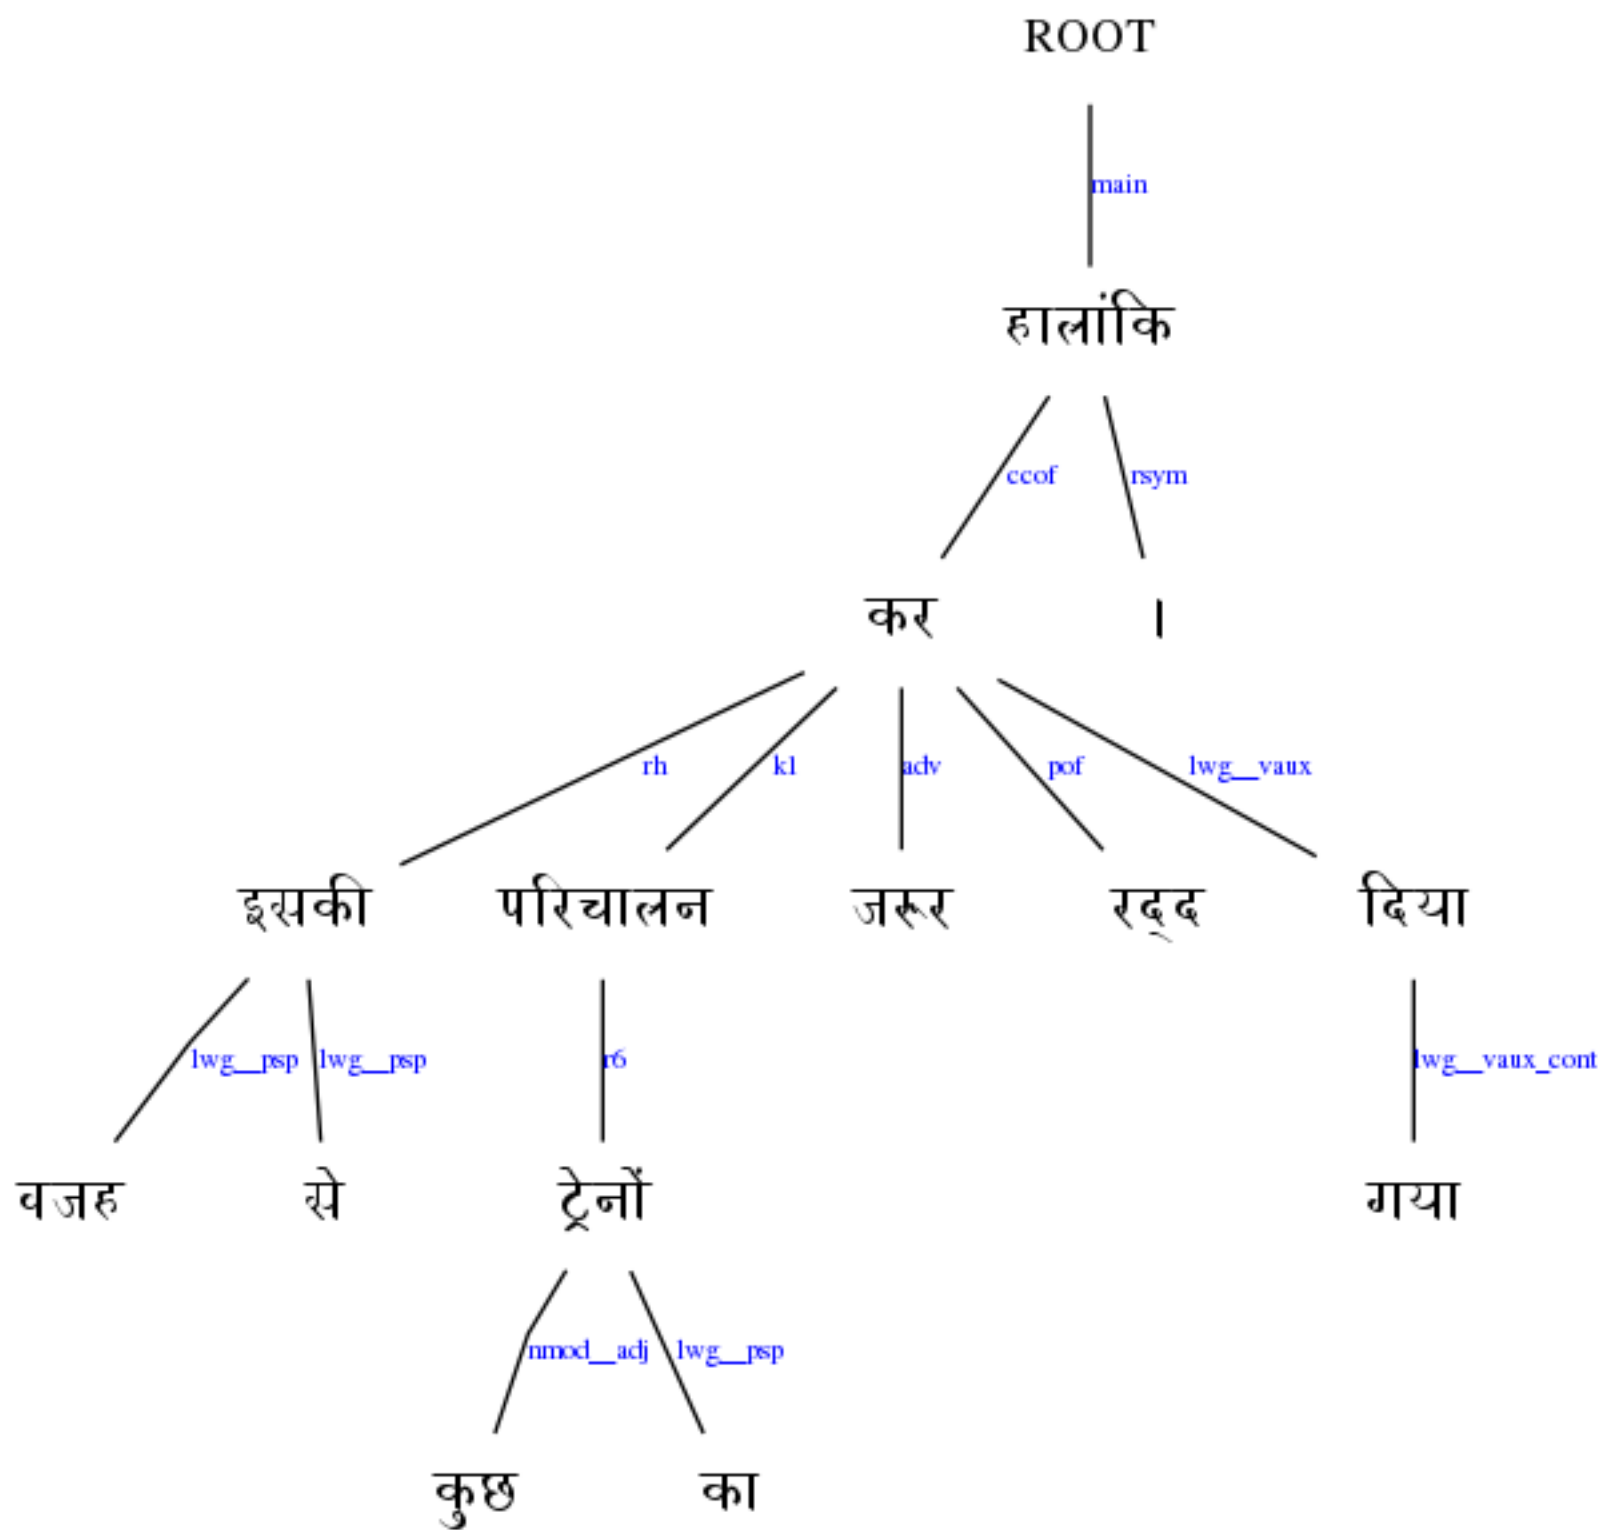 ROOT
main
हालांकि
ccof rsym
कर ।
rh k1 adv pof lwg__vaux
इसकी परिचालन जरूर रद्द दिया
lwg__psp lwg__psp r6 lwg__vaux_cont
वजह से ट्रेनों गया
nmod__adj lwg__psp
कुछ का